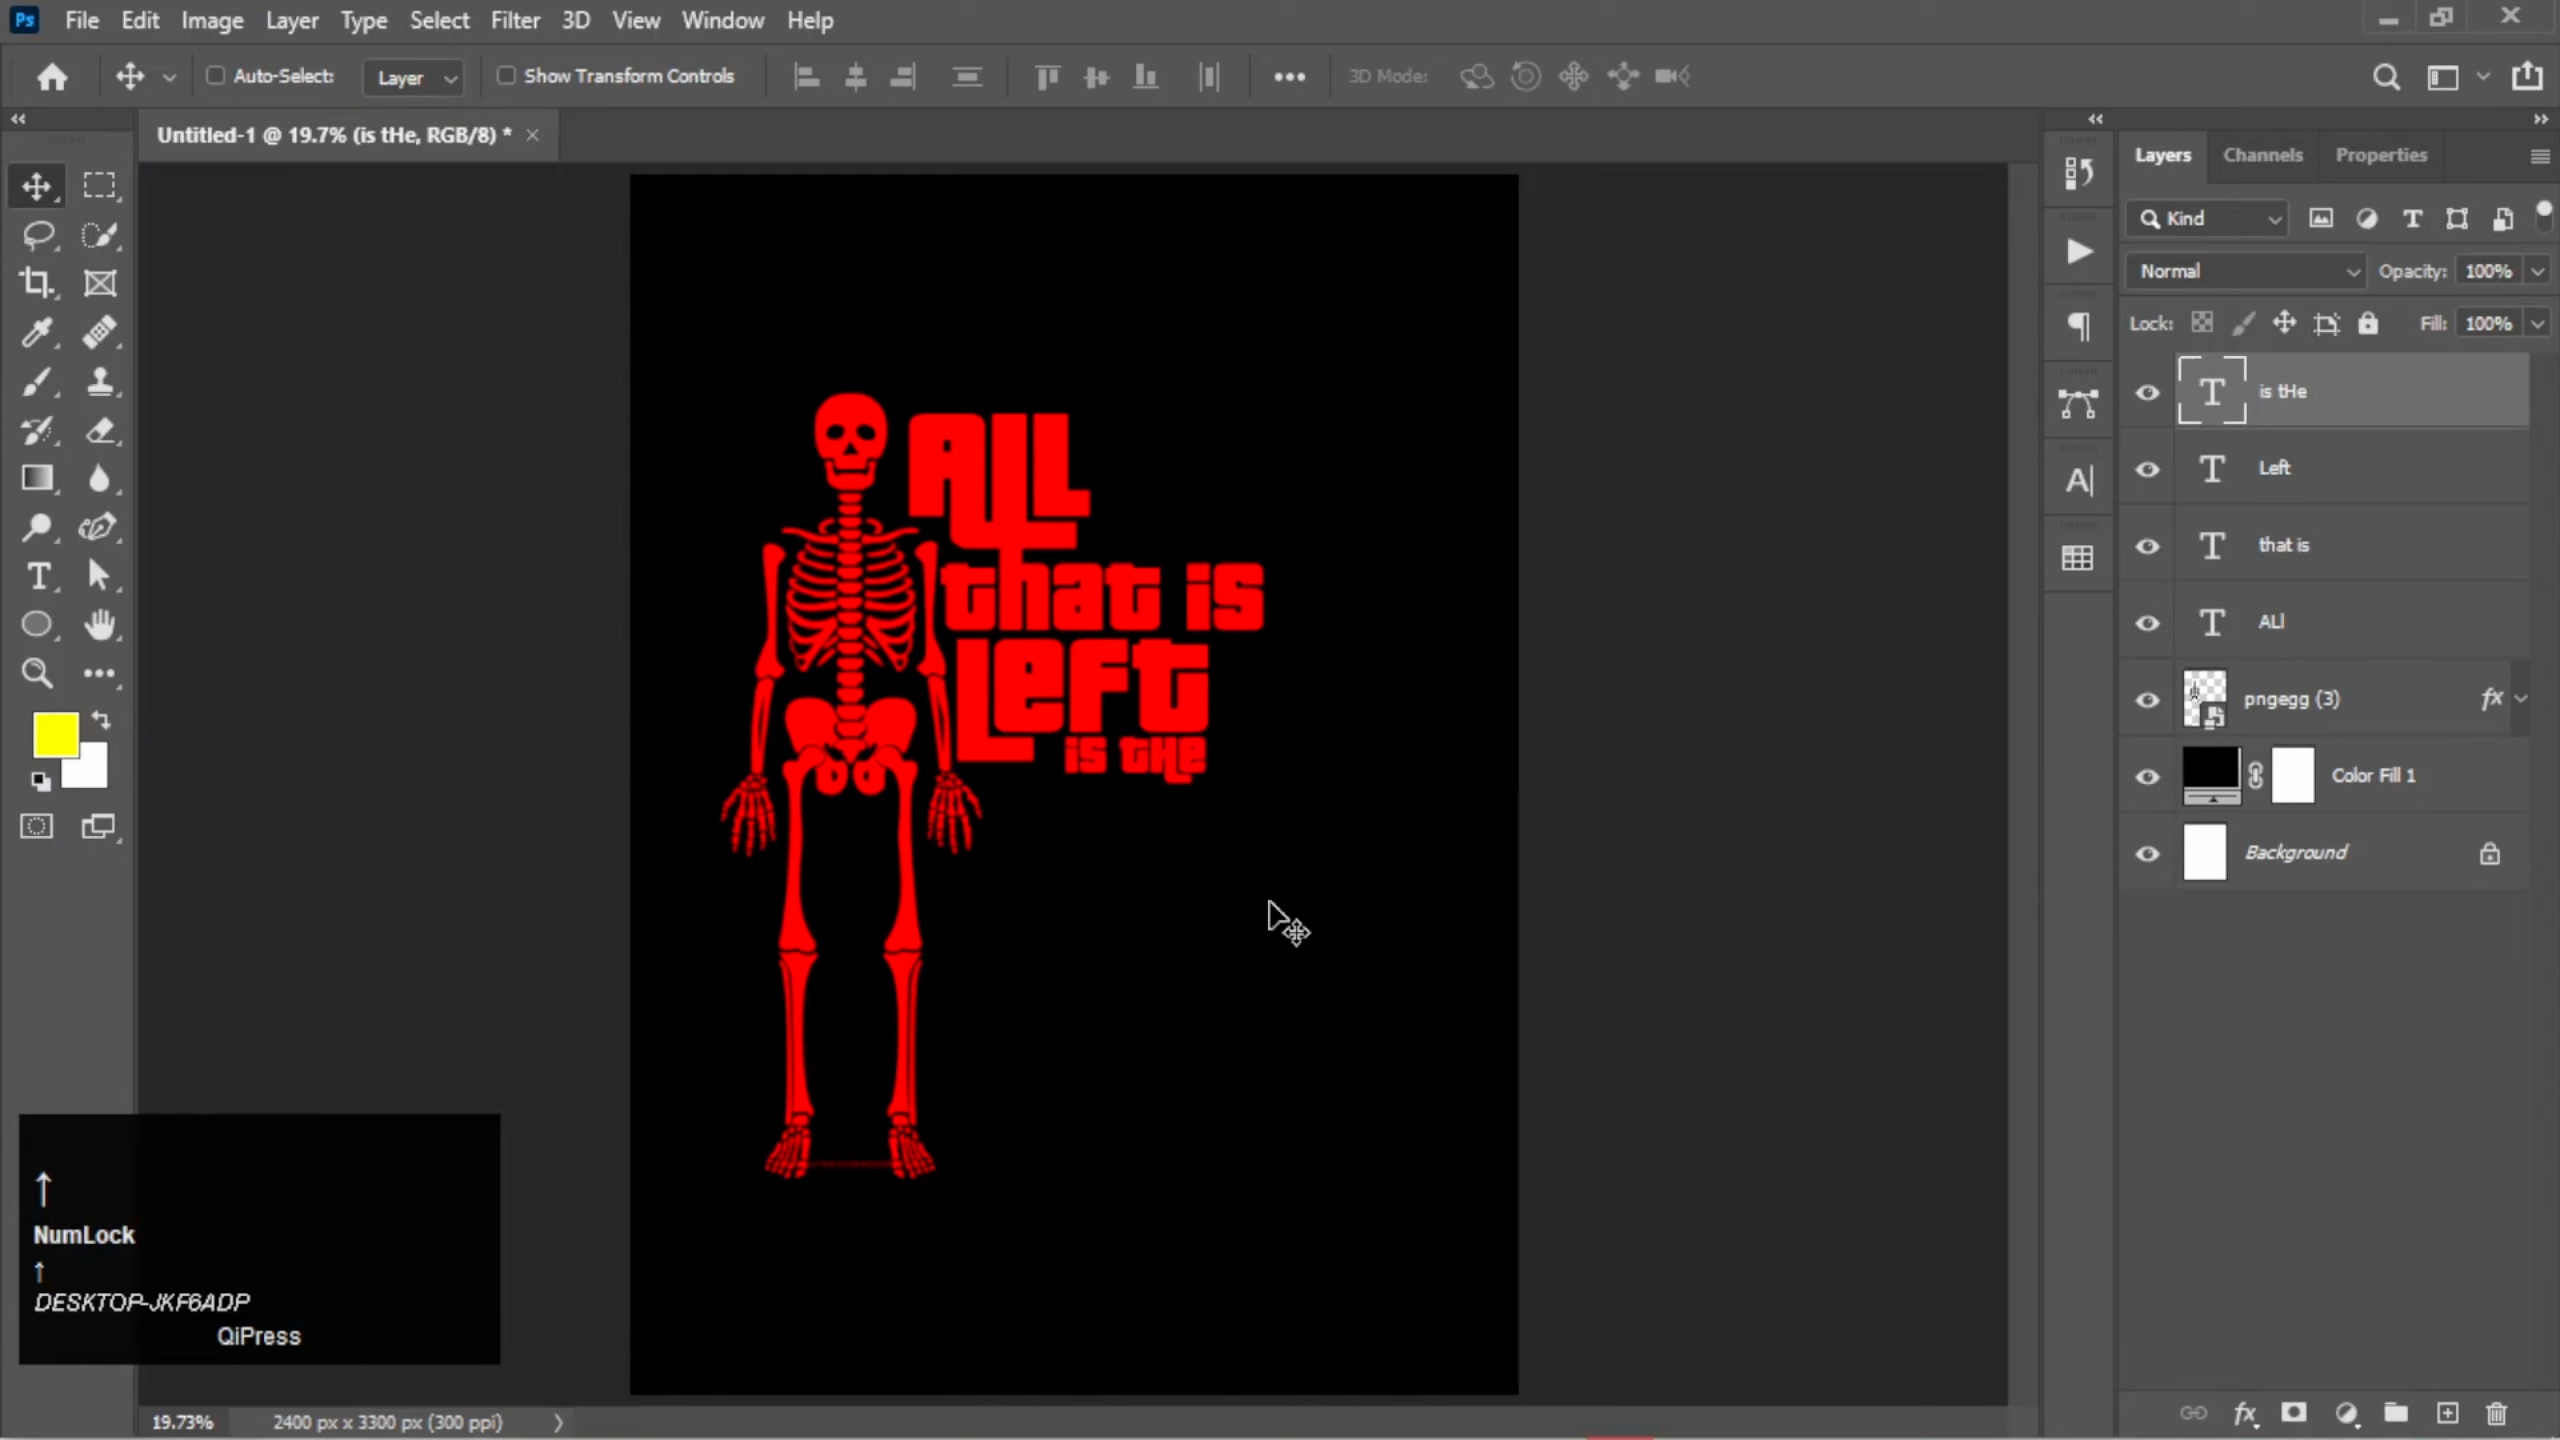 Ps File Edit Image Layer Type Select Filter 3D View Window Help
Auto-Select: Layer Show Transform Controls 3D Mode:
Untitled-1 @ 19.7% (is tHe, RGB/8) * ×
Layers Channels Properties
Kind
Normal Opacity: 100%
Lock: Fill: 100%
is tHe
Left
that is
ALl
pngegg (3) fx
Color Fill 1
Background
ALl
that is
Left
is tHe
↑
NumLock
↑
DESKTOP-JKF6ADP
QiPress
19.73% 2400 px x 3300 px (300 ppi)